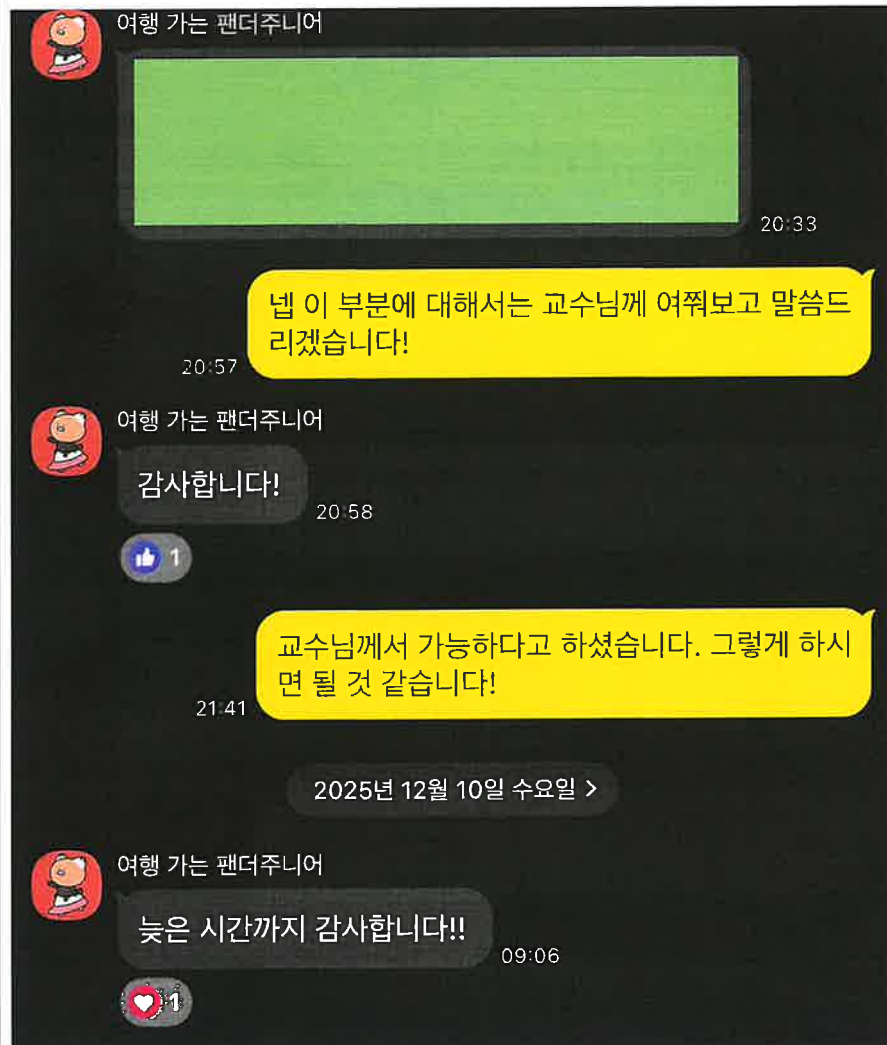 여행 가는 팬더주니어
20:33
넵 이 부분에 대해서는 교수님께 여쭤보고 말씀드
리겠습니다!
20:57
여행 가는 팬더주니어
감사합니다!
20:58
1
교수님께서 가능하다고 하셨습니다. 그렇게 하시
면 될 것 같습니다!
21:41
2025년 12월 10일 수요일 >
여행 가는 팬더주니어
늦은 시간까지 감사합니다!!
09:06
1